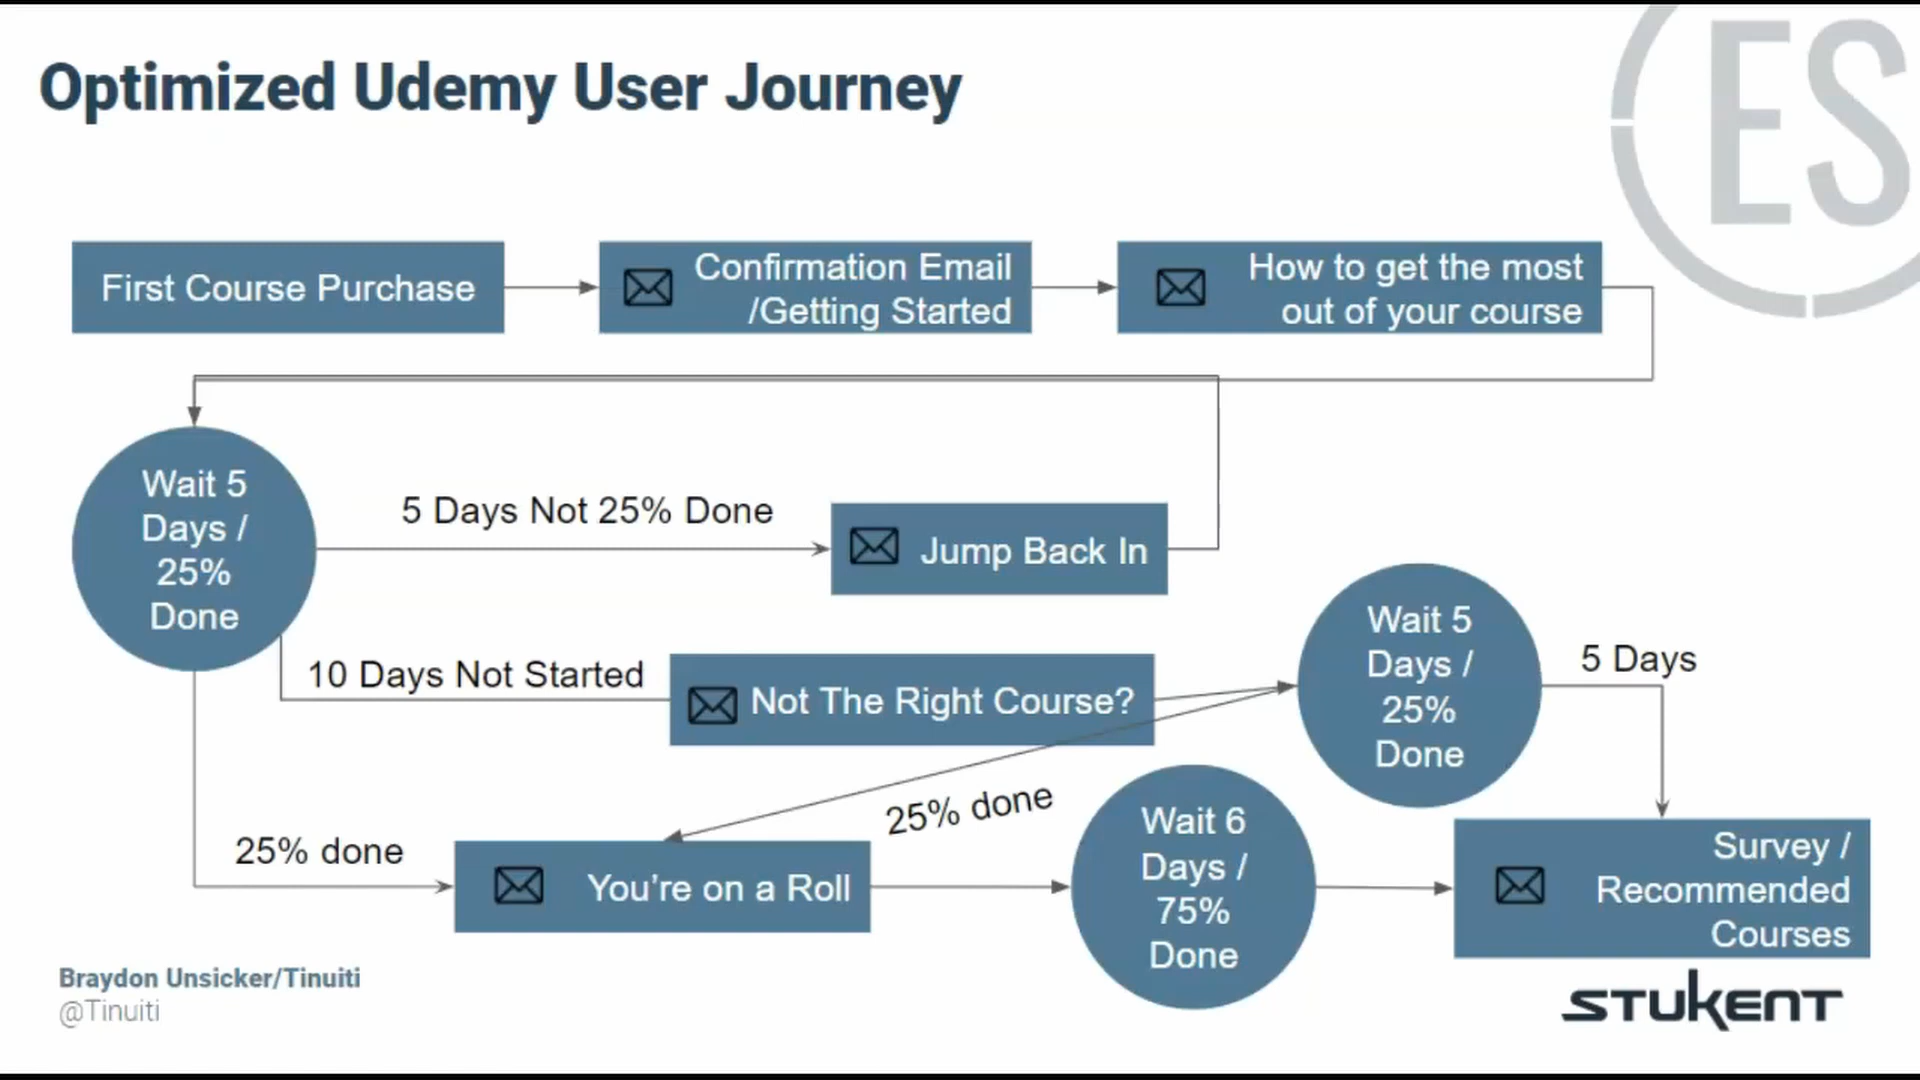 Optimized Udemy User Journey
ES
First Course Purchase
Confirmation Email
/Getting Started
How to get the most
out of your course
Wait 5
Days /
25%
Done
5 Days Not 25% Done
Jump Back In
10 Days Not Started
Not The Right Course?
Wait 5
Days /
25%
Done
5 Days
25% done
25% done
You're on a Roll
Wait 6
Days /
75%
Done
Survey /
Recommended
Courses
Braydon Unsicker/Tinuiti
@Tinuiti
STUKENT